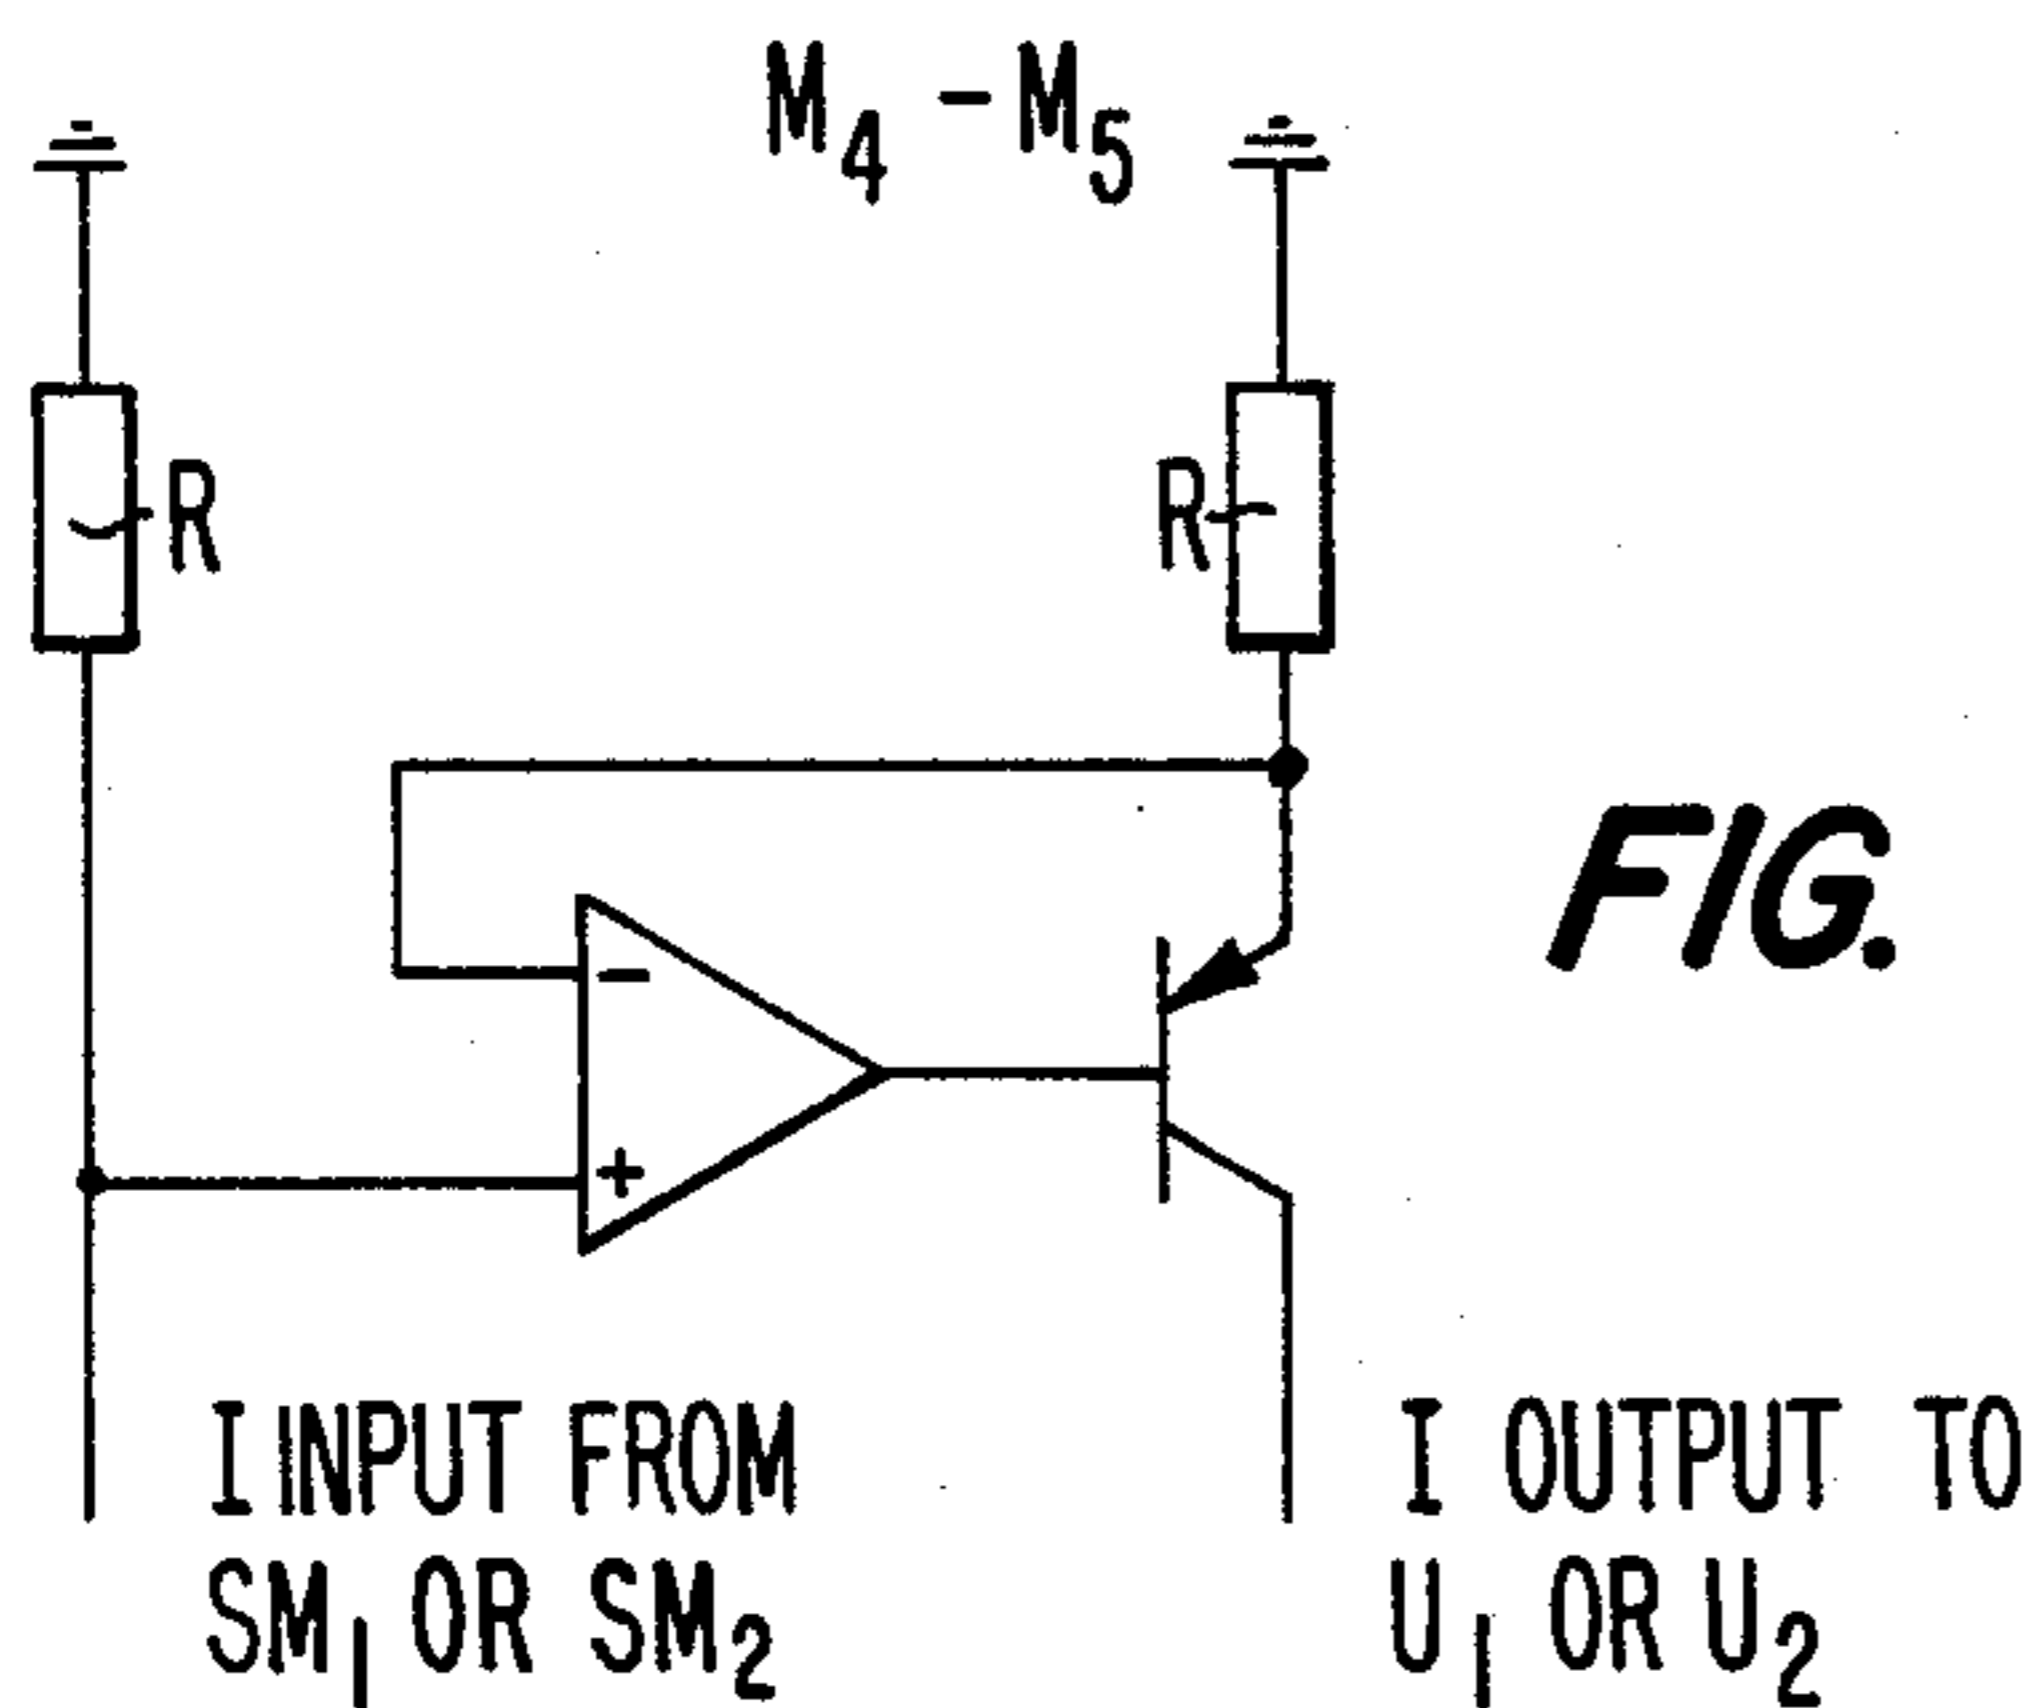 M₄ - M₅
R
R
FIG.
-
+
I INPUT FROM
SM₁ OR SM₂
I OUTPUT TO
U₁ OR U₂